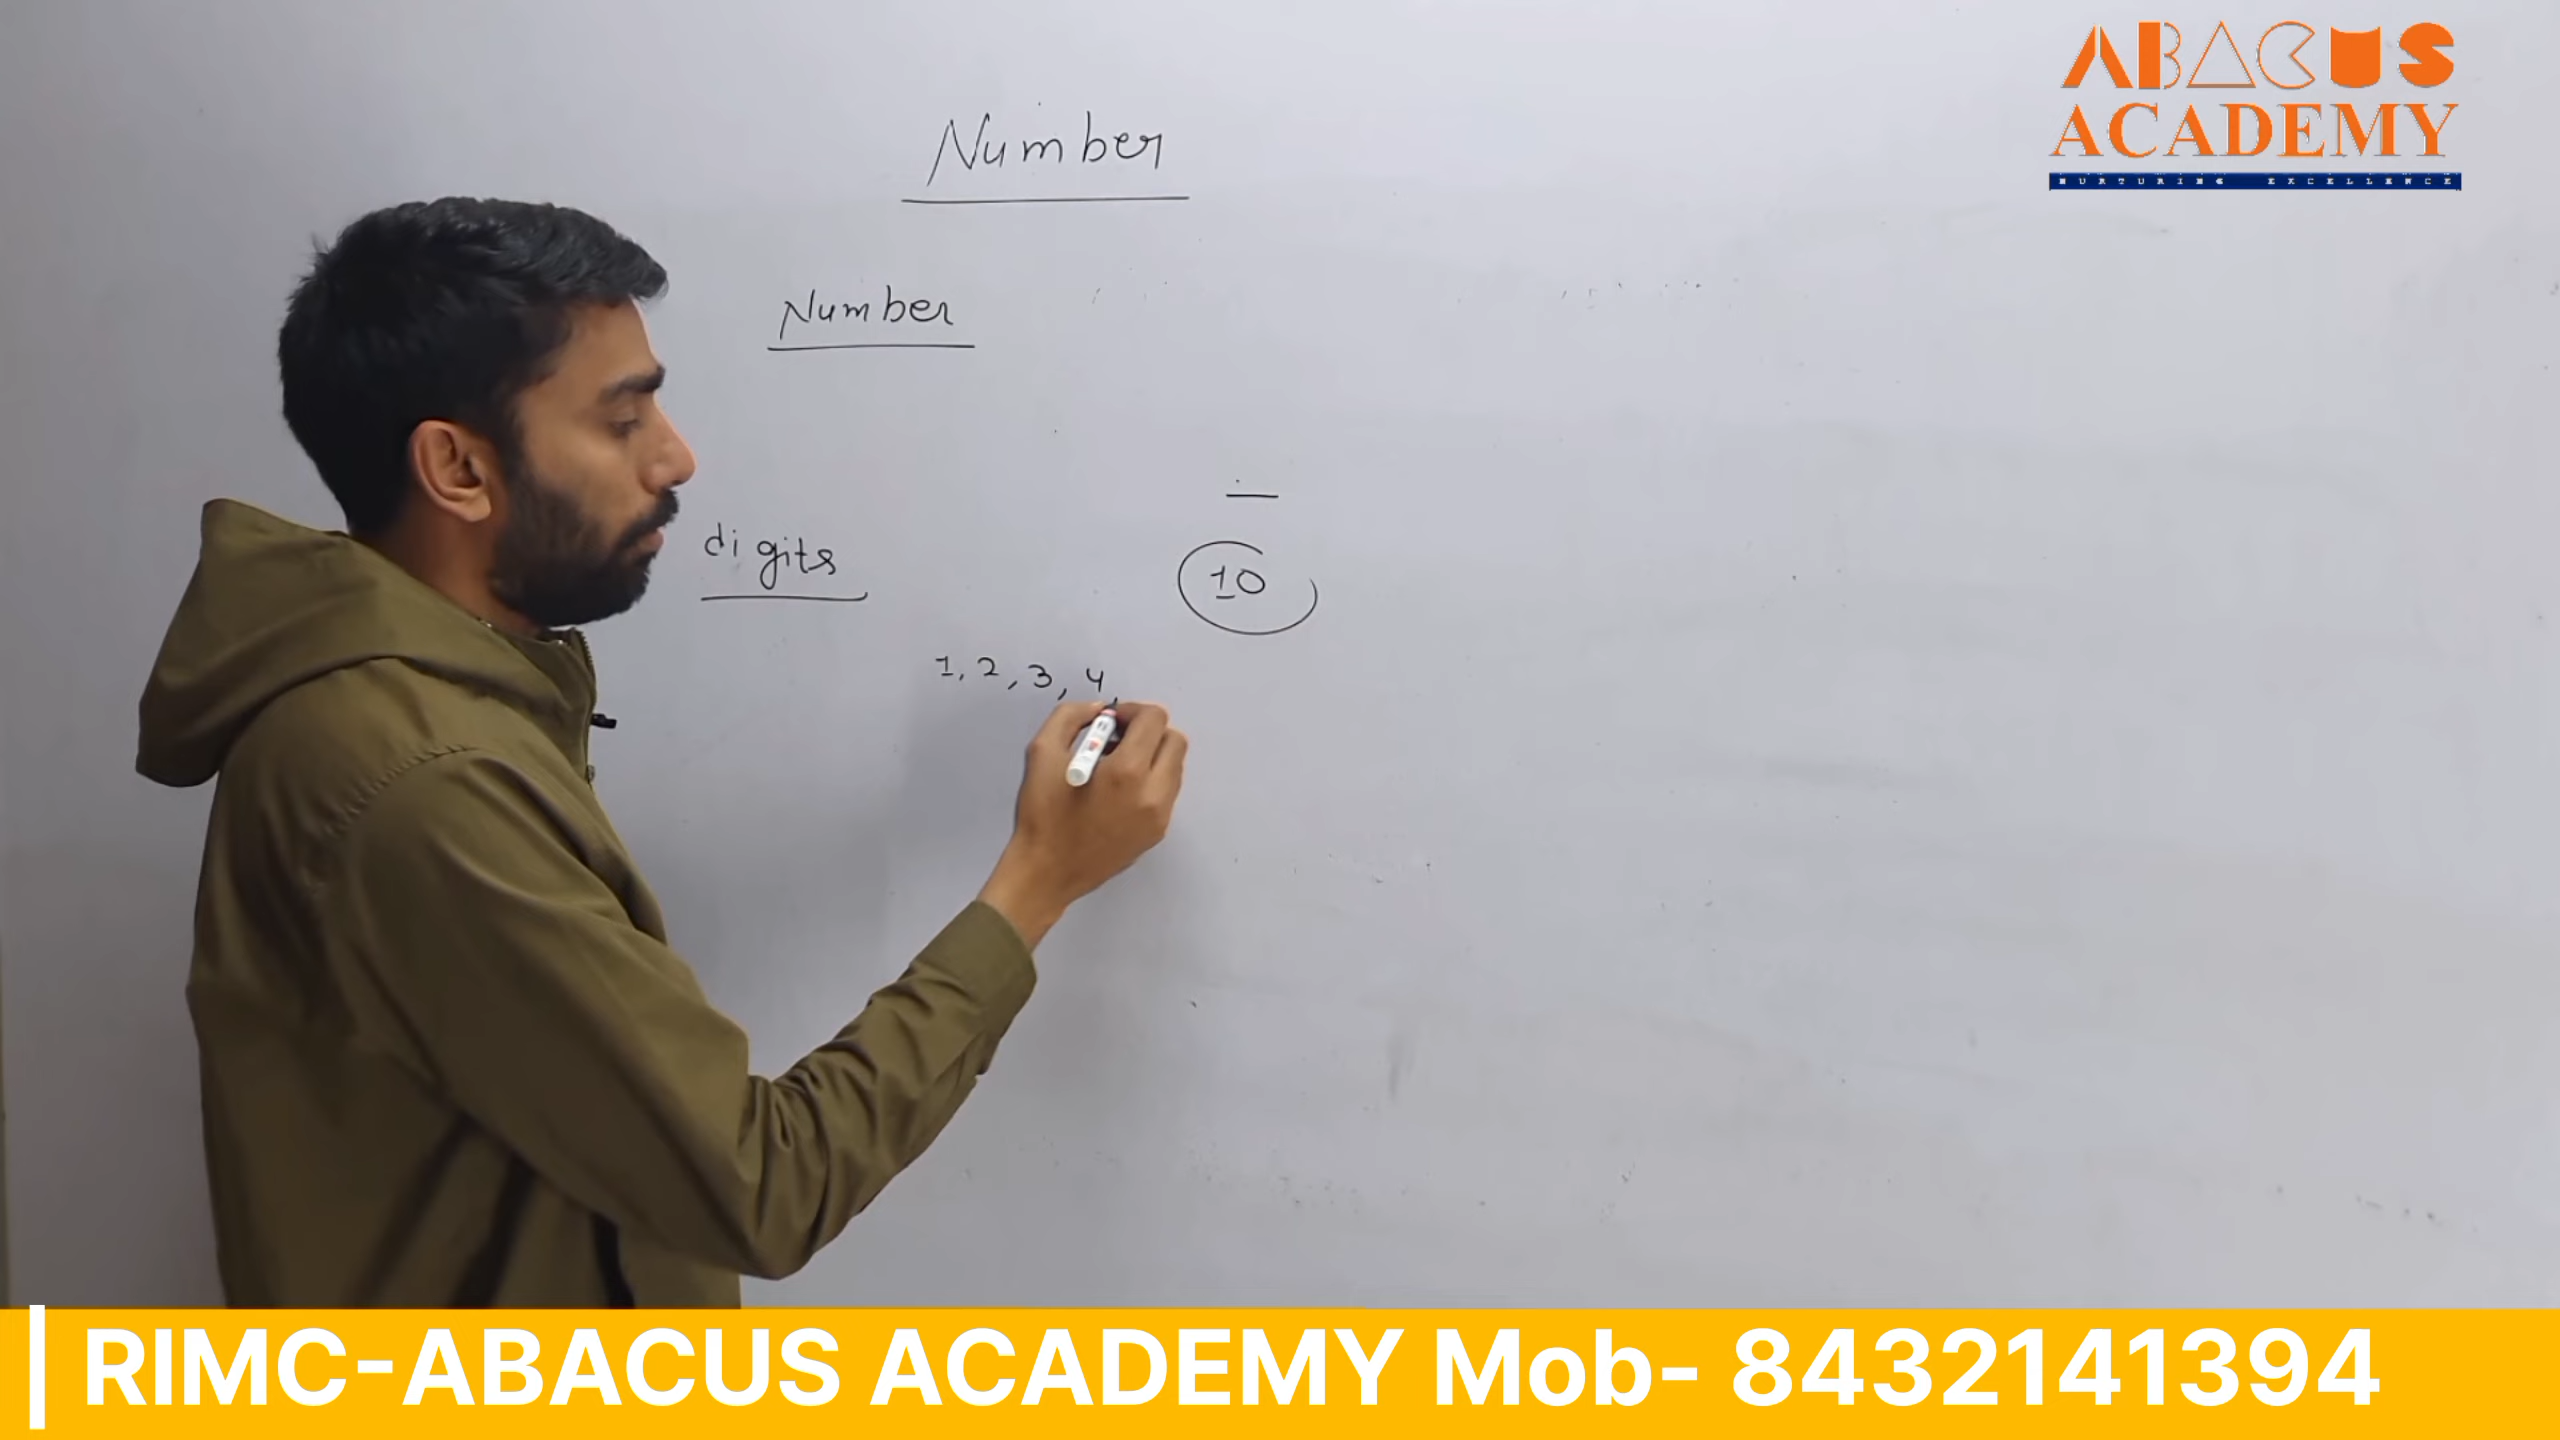 ABACUS
ACADEMY
NURTURING EXCELLENCE
Number
Number
digits
10
1, 2, 3, 4,
| RIMC-ABACUS ACADEMY Mob- 8432141394